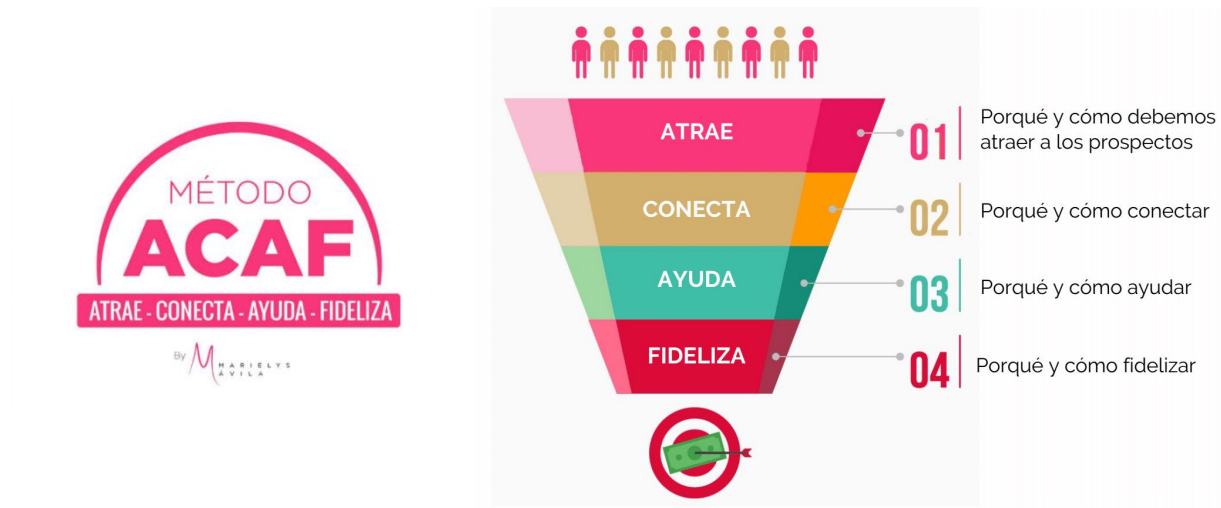 MÉTODO
ACAF
ATRAE - CONECTA - AYUDA - FIDELIZA
By MARIELYS
ÁVILA
ATRAE
01
Porqué y cómo debemos
atraer a los prospectos
CONECTA
02
Porqué y cómo conectar
AYUDA
03
Porqué y cómo ayudar
FIDELIZA
04
Porqué y cómo fidelizar